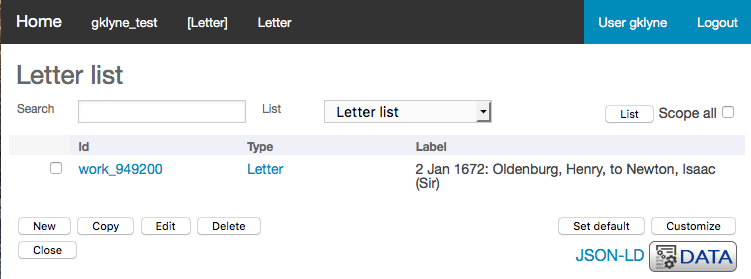 Home gklyne_test [Letter] Letter User gklyne Logout
Letter list
Search List Letter list List Scope all
Id Type Label
work_949200 Letter 2 Jan 1672: Oldenburg, Henry, to Newton, Isaac
(Sir)
New Copy Edit Delete Set default Customize
Close JSON-LD DATA